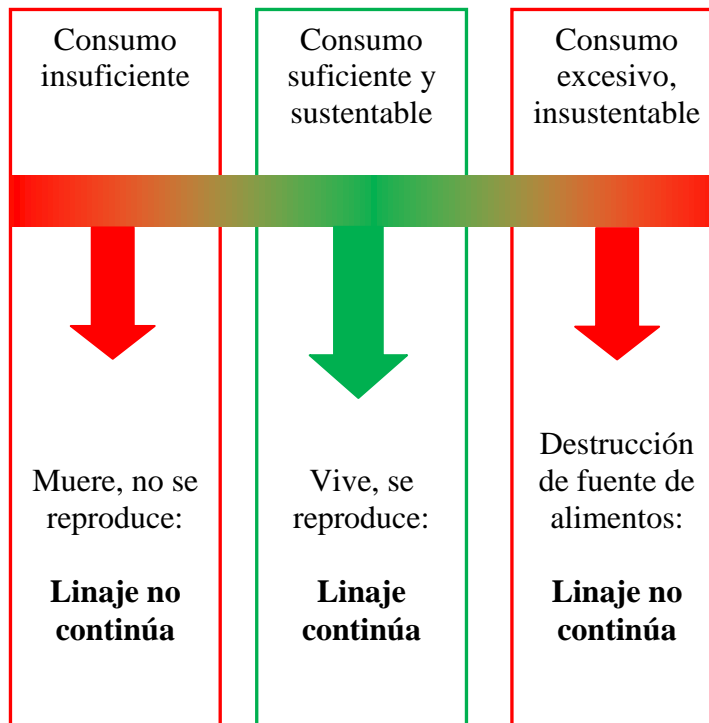 Consumo
insuficiente
Muere, no se
reproduce:
Linaje no
continúa
Consumo
suficiente y
sustentable
Vive, se
reproduce:
Linaje
continúa
Consumo
excesivo,
insustentable
Destrucción
de fuente de
alimentos:
Linaje no
continúa